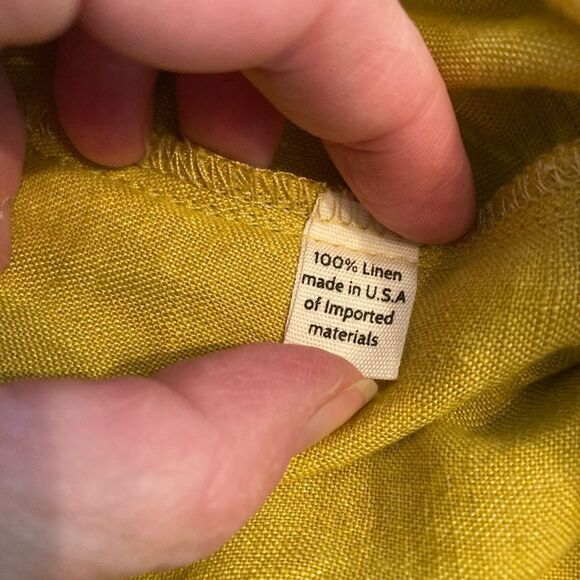 100% Linen
made in U.S.A
of Imported
materials